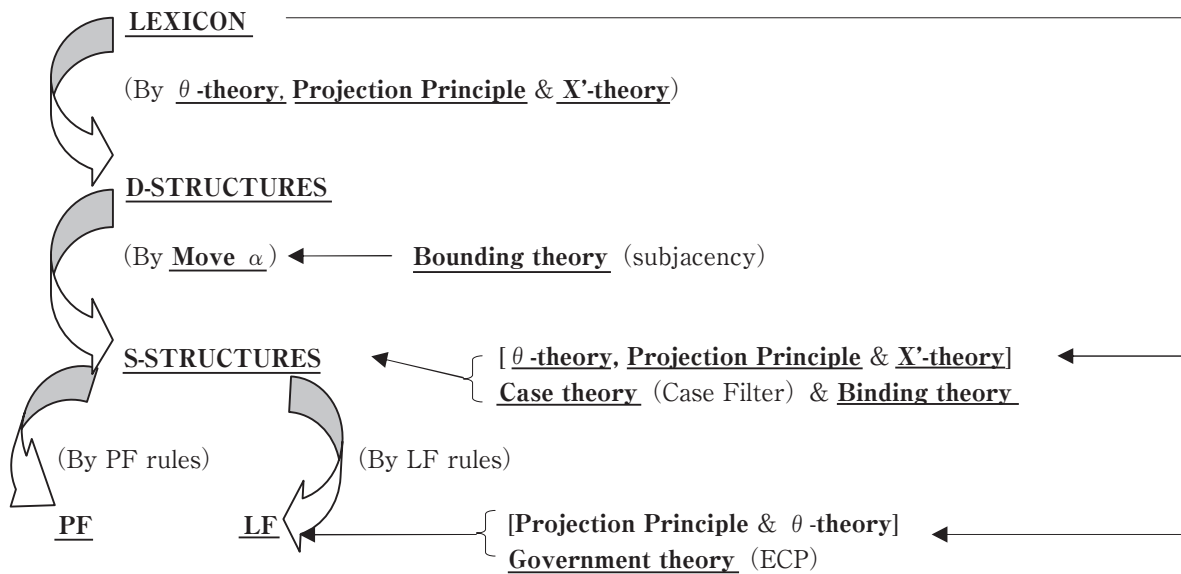 LEXICON
(By θ-theory, Projection Principle & X’-theory)
D-STRUCTURES
(By Move α) Bounding theory (subjacency)
S-STRUCTURES [θ-theory, Projection Principle & X’-theory]
Case theory (Case Filter) & Binding theory
(By PF rules) (By LF rules)
PF LF [Projection Principle & θ-theory]
Government theory (ECP)